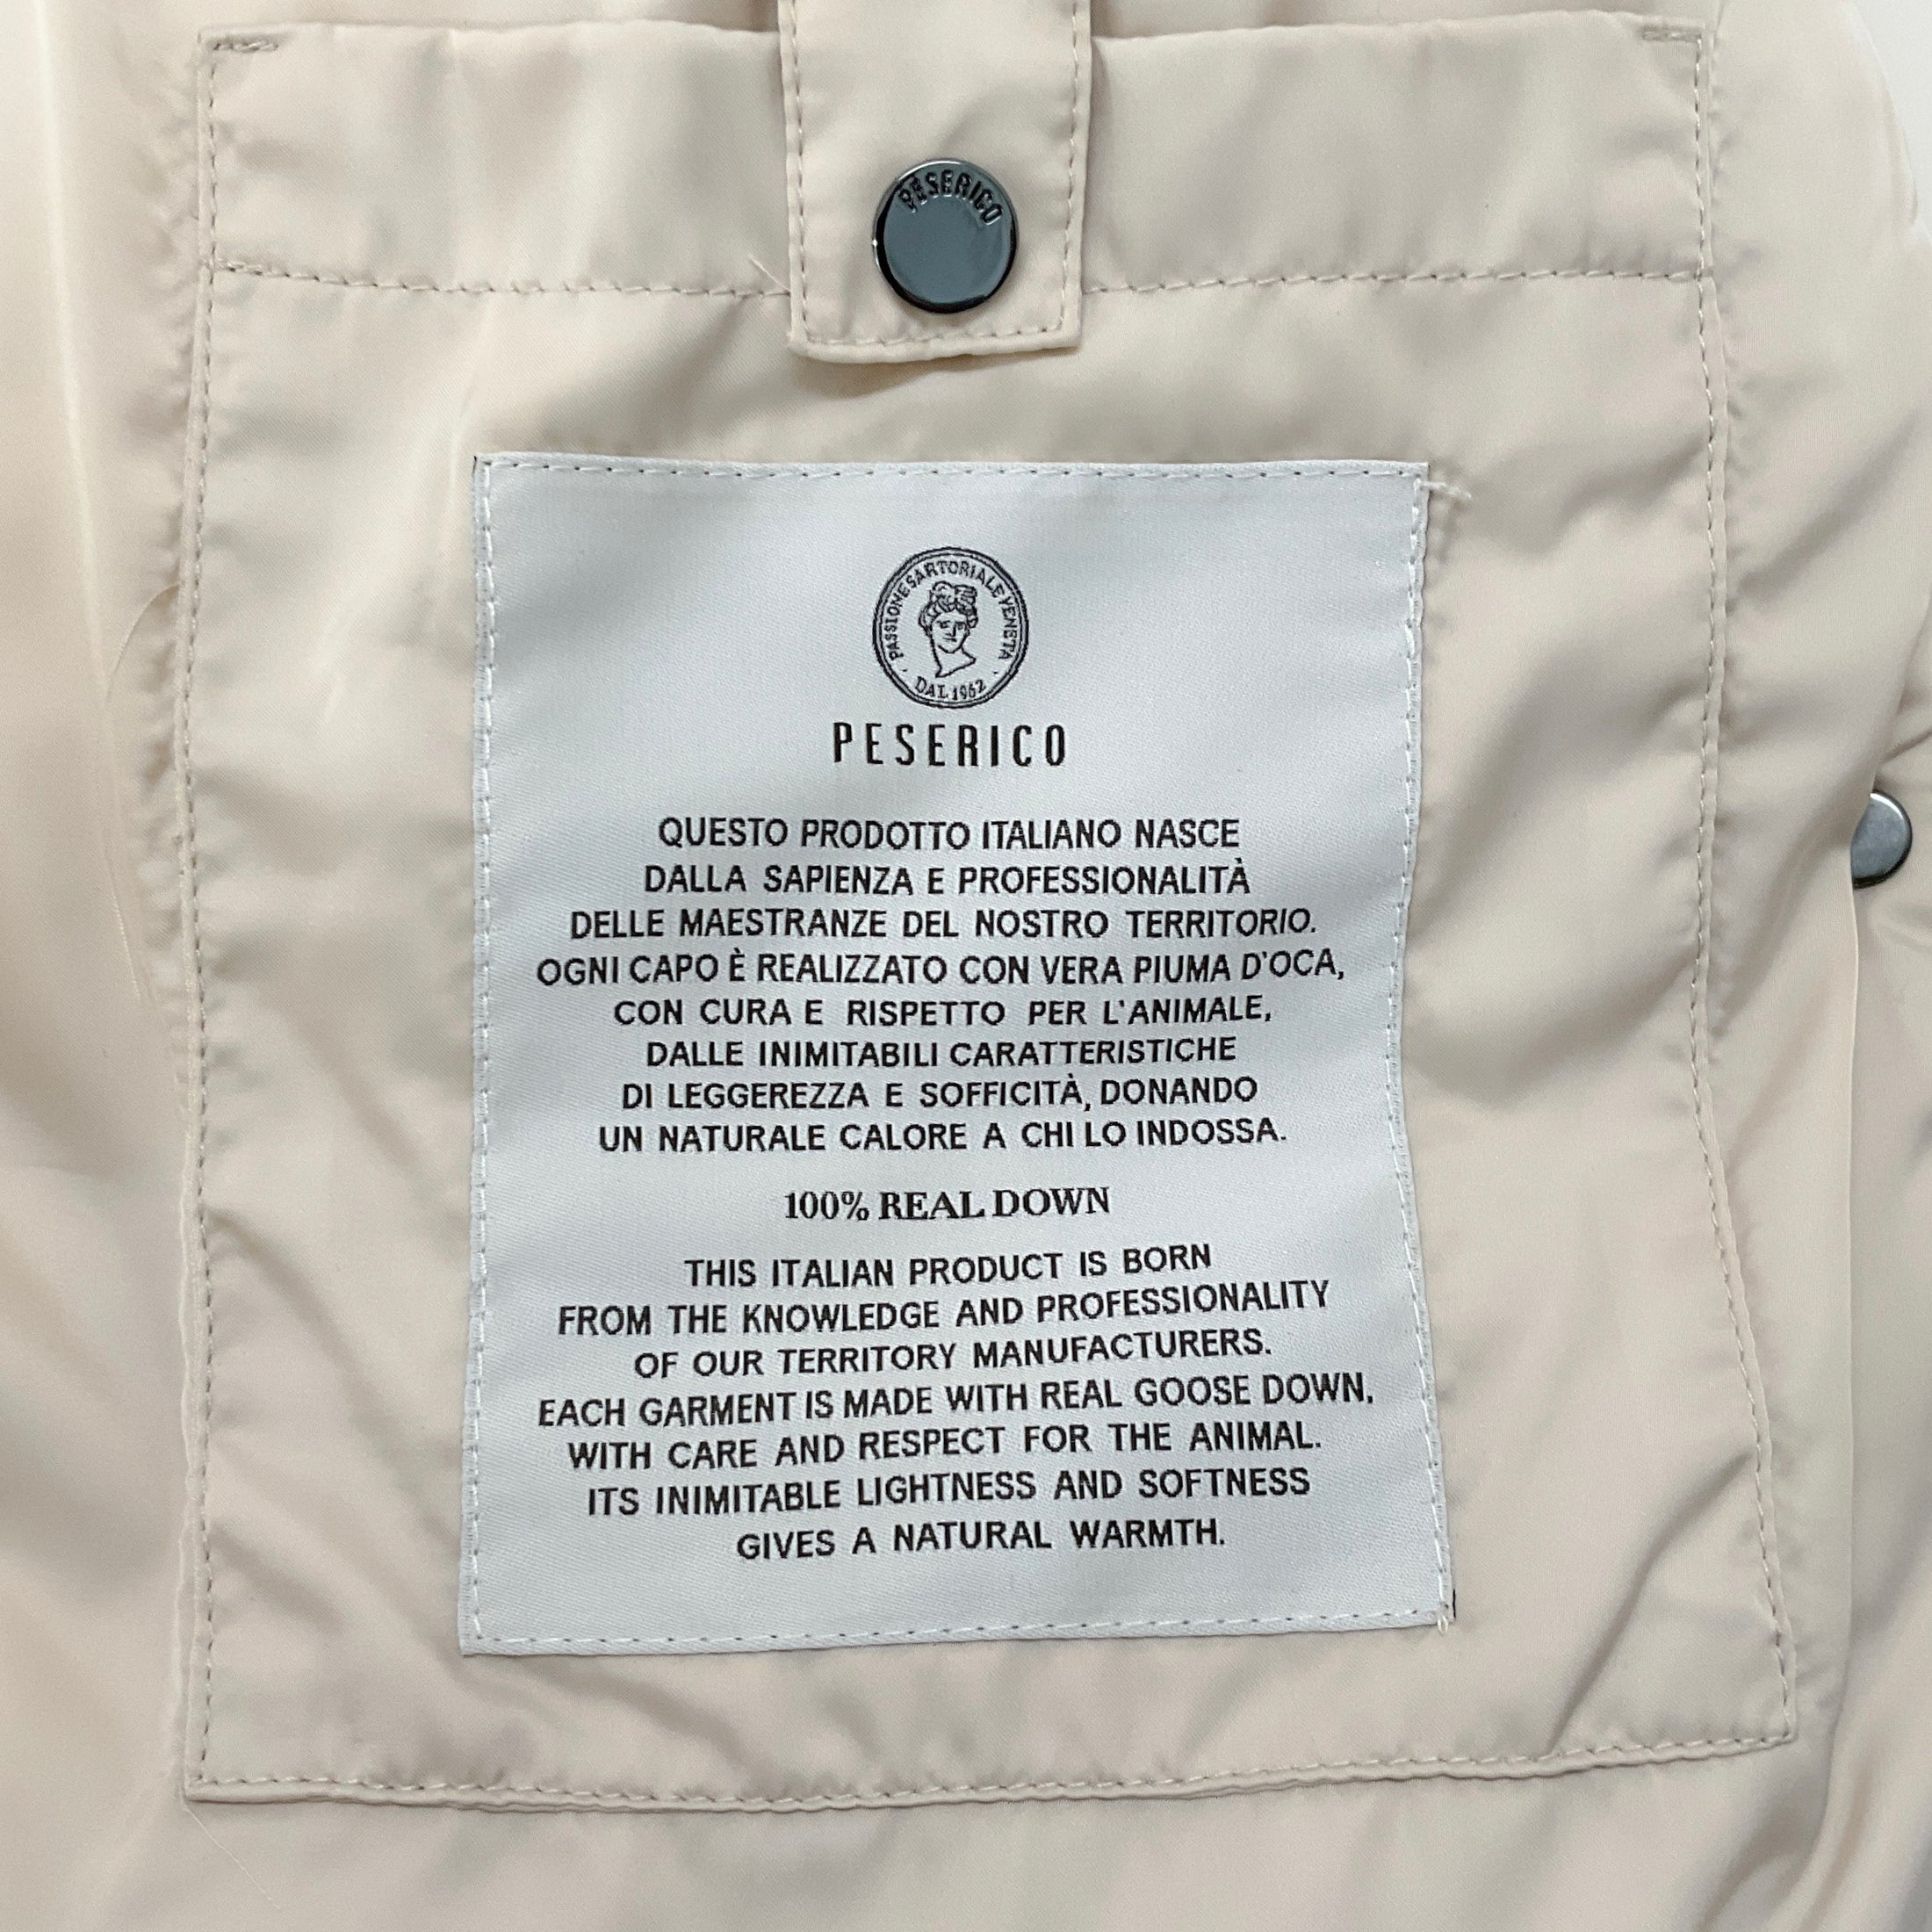 PESERICO
PASSIONE SARTORIALE VENETA
DAL 1962
PESERICO
QUESTO PRODOTTO ITALIANO NASCE
DALLA SAPIENZA E PROFESSIONALITÀ
DELLE MAESTRANZE DEL NOSTRO TERRITORIO.
OGNI CAPO È REALIZZATO CON VERA PIUMA D'OCA,
CON CURA E RISPETTO PER L'ANIMALE,
DALLE INIMITABILI CARATTERISTICHE
DI LEGGEREZZA E SOFFICITÀ, DONANDO
UN NATURALE CALORE A CHI LO INDOSSA.
100% REAL DOWN
THIS ITALIAN PRODUCT IS BORN
FROM THE KNOWLEDGE AND PROFESSIONALITY
OF OUR TERRITORY MANUFACTURERS.
EACH GARMENT IS MADE WITH REAL GOOSE DOWN,
WITH CARE AND RESPECT FOR THE ANIMAL.
ITS INIMITABLE LIGHTNESS AND SOFTNESS
GIVES A NATURAL WARMTH.